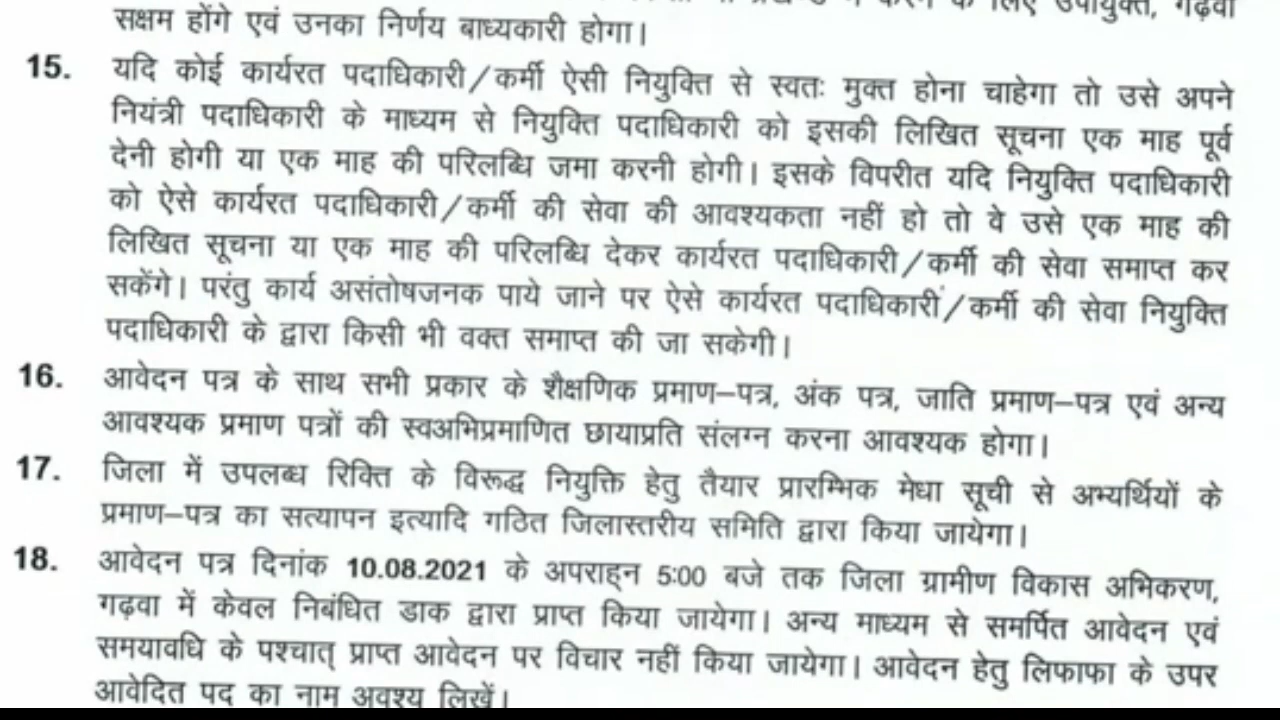 के लिए उपायुक्त, गढ़वा
सक्षम होंगे एवं उनका निर्णय बाध्यकारी होगा।
15. यदि कोई कार्यरत पदाधिकारी/कर्मी ऐसी नियुक्ति से स्वतः मुक्त होना चाहेगा तो उसे अपने
नियंत्री पदाधिकारी के माध्यम से नियुक्ति पदाधिकारी को इसकी लिखित सूचना एक माह पूर्व
देनी होगी या एक माह की परिलब्धि जमा करनी होगी। इसके विपरीत यदि नियुक्ति पदाधिकारी
को ऐसे कार्यरत पदाधिकारी/कर्मी की सेवा की आवश्यकता नहीं हो तो वे उसे एक माह की
लिखित सूचना या एक माह की परिलब्धि देकर कार्यरत पदाधिकारी/कर्मी की सेवा समाप्त कर
सकेंगे। परंतु कार्य असंतोषजनक पाये जाने पर ऐसे कार्यरत पदाधिकारी/कर्मी की सेवा नियुक्ति
पदाधिकारी के द्वारा किसी भी वक्त समाप्त की जा सकेगी।
16. आवेदन पत्र के साथ सभी प्रकार के शैक्षणिक प्रमाण–पत्र, अंक पत्र, जाति प्रमाण–पत्र एवं अन्य
आवश्यक प्रमाण पत्रों की स्वअभिप्रमाणित छायाप्रति संलग्न करना आवश्यक होगा।
17. जिला में उपलब्ध रिक्ति के विरूद्ध नियुक्ति हेतु तैयार प्रारम्भिक मेधा सूची से अभ्यर्थियों के
प्रमाण–पत्र का सत्यापन इत्यादि गठित जिलास्तरीय समिति द्वारा किया जायेगा।
18. आवेदन पत्र दिनांक 10.08.2021 के अपराह्न 5:00 बजे तक जिला ग्रामीण विकास अभिकरण,
गढ़वा में केवल निबंधित डाक द्वारा प्राप्त किया जायेगा। अन्य माध्यम से समर्पित आवेदन एवं
समयावधि के पश्चात् प्राप्त आवेदन पर विचार नहीं किया जायेगा। आवेदन हेतु लिफाफा के उपर
आवेदित पद का नाम अवश्य लिखें।